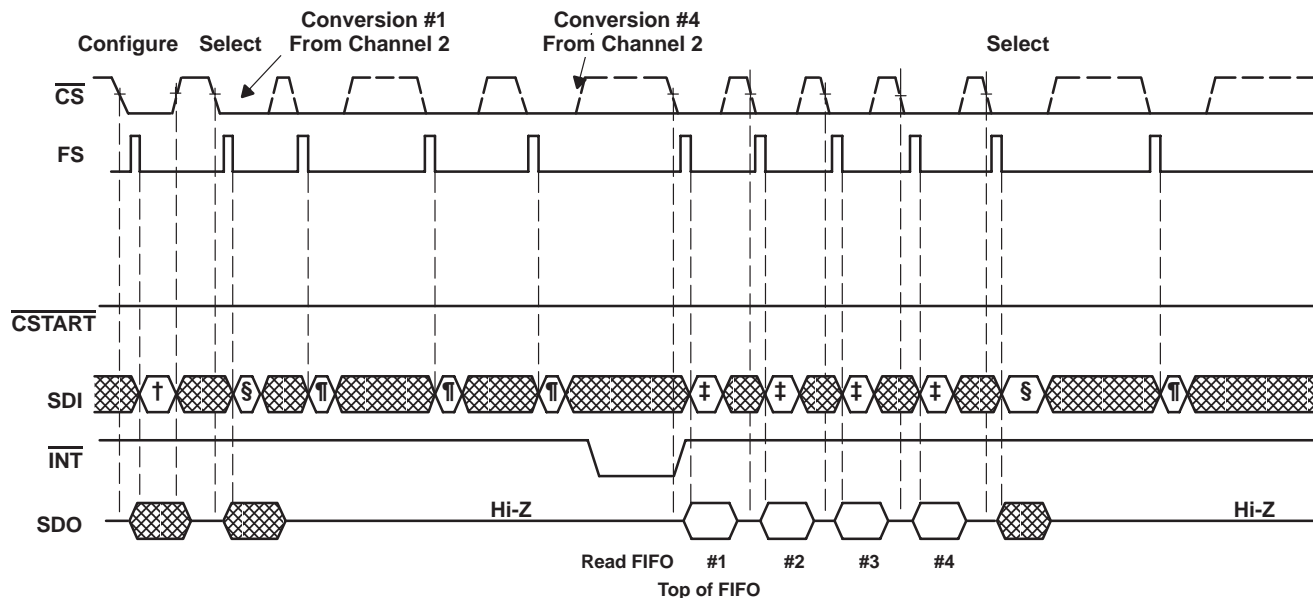 Conversion #1
From Channel 2
Conversion #4
From Channel 2
Configure
Select
Select
CS
FS
CSTART
SDI
†
§
¶
¶
¶
‡
‡
‡
‡
§
¶
INT
SDO
Hi-Z
Hi-Z
Read FIFO
#1
#2
#3
#4
Top of FIFO